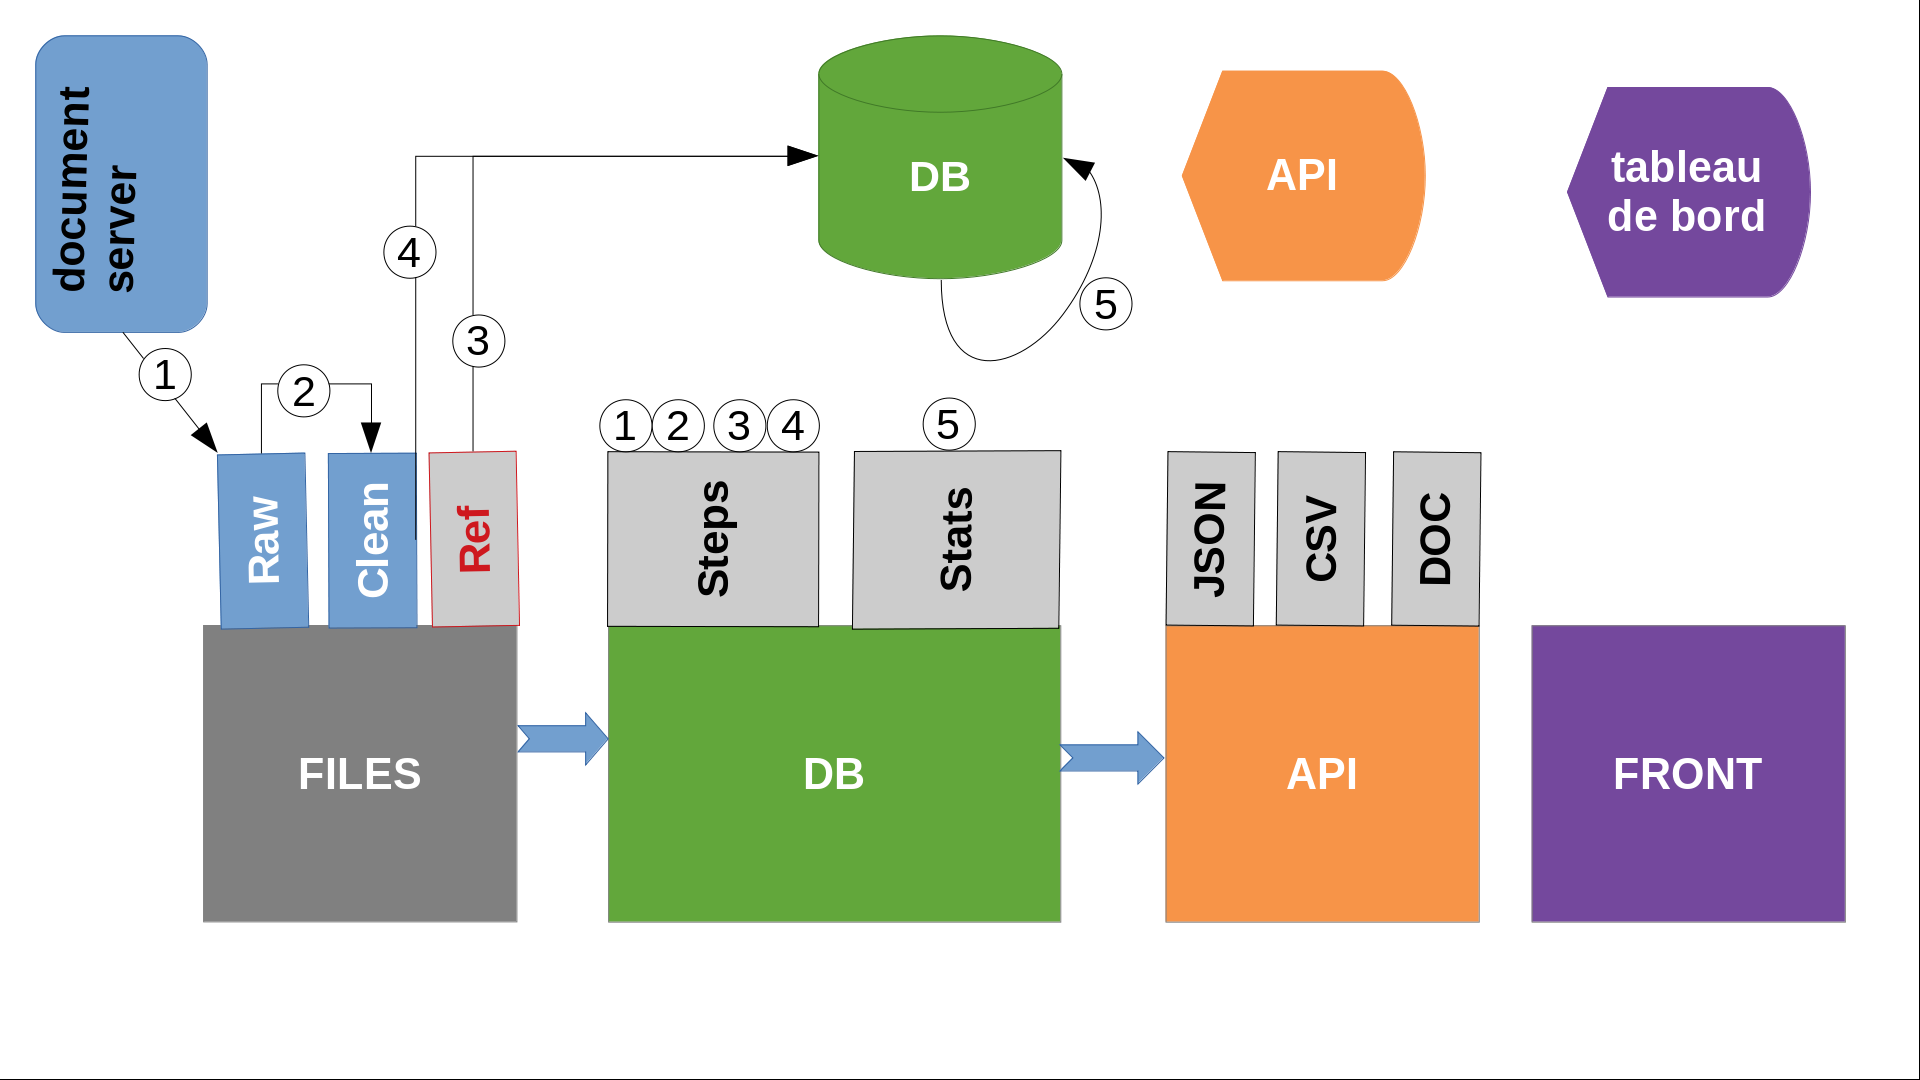 document
server
DB
API
tableau
de bord
4
5
3
1
2
1
2
3
4
5
Raw
Clean
Ref
Steps
Stats
JSON
CSV
DOC
FILES
DB
API
FRONT